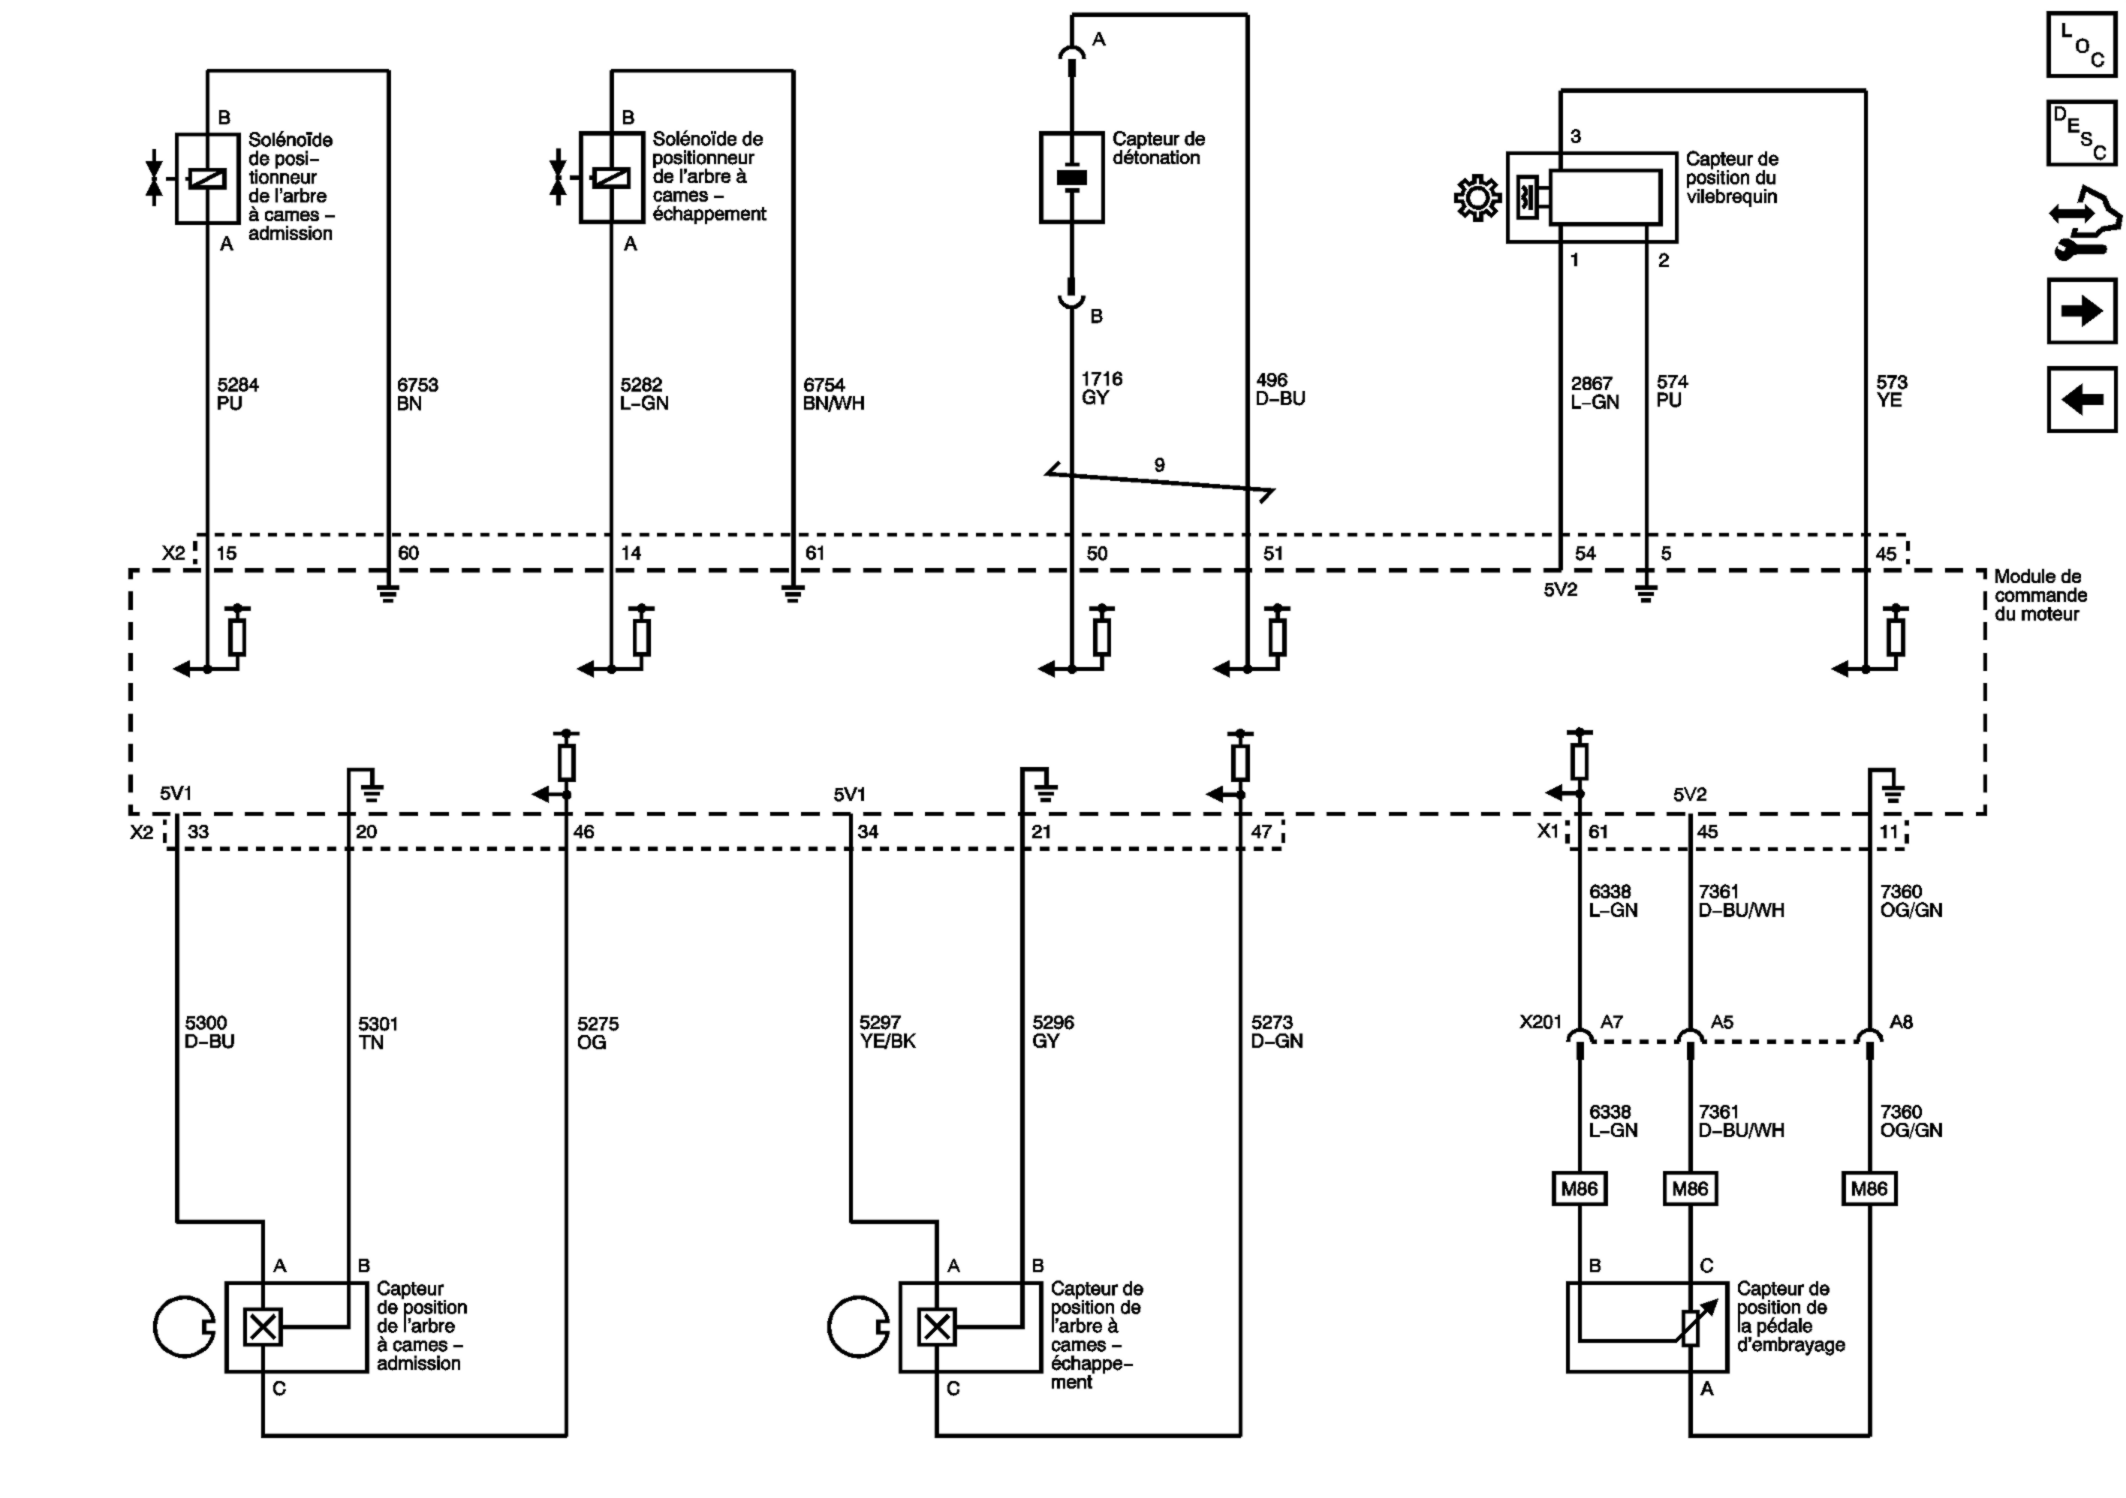 L
O
C
D
E
S
C
B
Solénoïde
de posi–
tionneur
de l'arbre
à cames –
admission
A
5284
PU
6753
BN
B
Solénoïde de
positionneur
de l'arbre à
cames –
échappement
A
5282
L–GN
6754
BN/WH
A
Capteur de
détonation
B
1716
GY
496
D–BU
9
3
Capteur de
position du
vilebrequin
1
2
2867
L–GN
574
PU
573
YE
X2 15 60 14 61 50 51 54 5 45
5V2
Module de
commande
du moteur
5V1
5V1
5V2
X2 33 20 46 34 21 47
X1 61 45 11
6338
L–GN
7361
D–BU/WH
7360
OG/GN
5300
D–BU
5301
TN
5275
OG
5297
YE/BK
5296
GY
5273
D–GN
X201 A7 A5 A8
6338
L–GN
7361
D–BU/WH
7360
OG/GN
M86
M86
M86
A
B
Capteur
de position
de l'arbre
à cames –
admission
C
A
B
Capteur de
position de
l'arbre à
cames –
échappe–
ment
C
B
C
Capteur de
position de
la pédale
d'embrayage
A